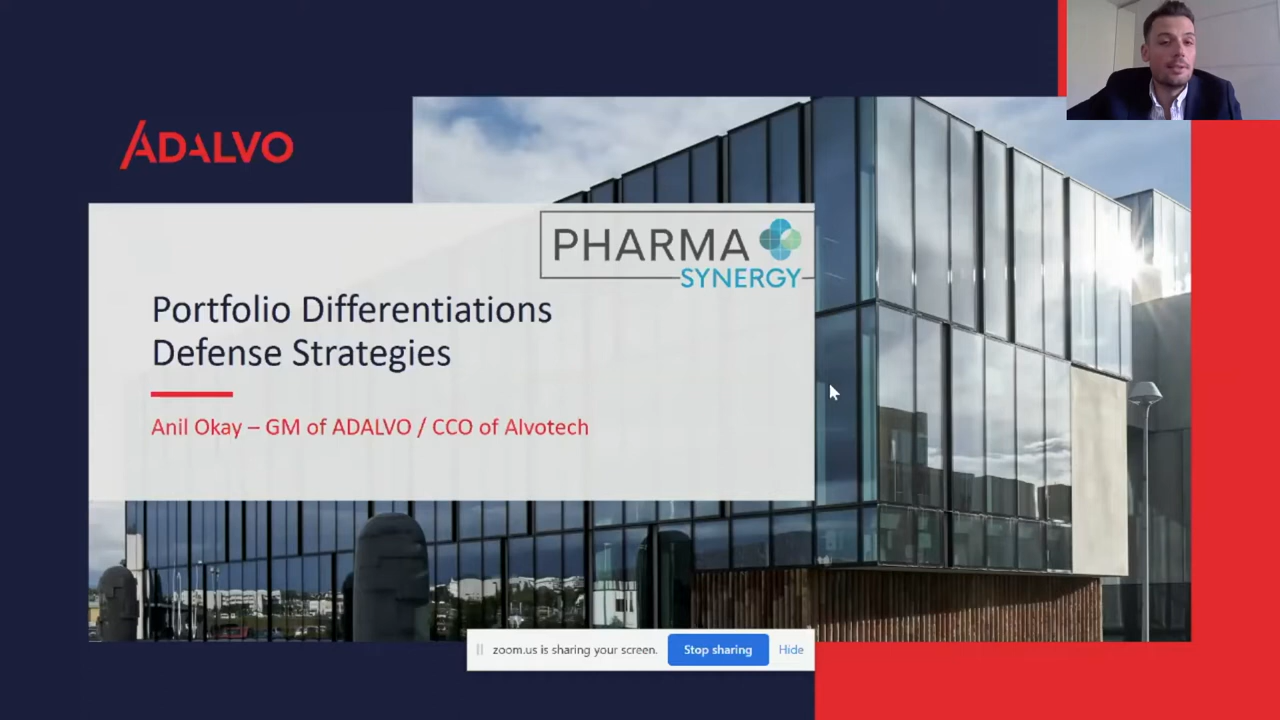 ADALVO
PHARMA
SYNERGY
Portfolio Differentiations
Defense Strategies
Anil Okay – GM of ADALVO / CCO of Alvotech
zoom.us is sharing your screen.
Stop sharing
Hide